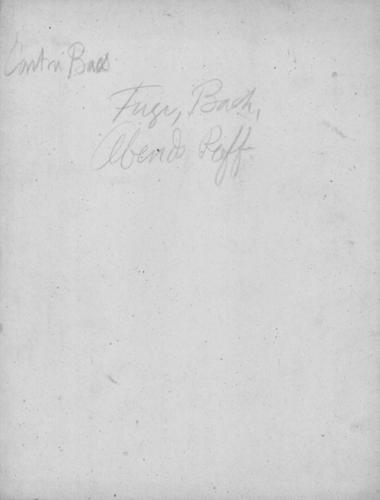 Contra Bass
Fuge, Bach,
Abends Raff